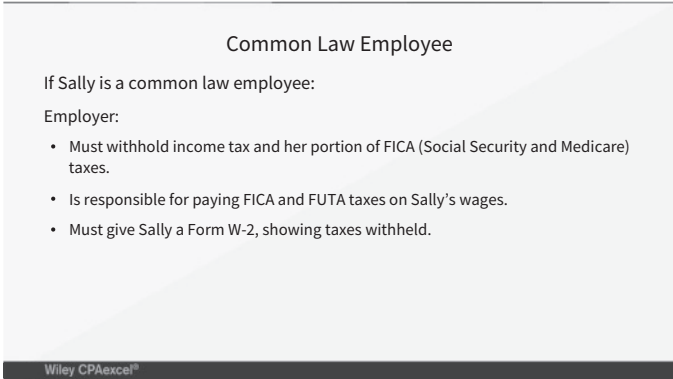 Common Law Employee
If Sally is a common law employee:
Employer:
• Must withhold income tax and her portion of FICA (Social Security and Medicare)
taxes.
• Is responsible for paying FICA and FUTA taxes on Sally’s wages.
• Must give Sally a Form W-2, showing taxes withheld.
Wiley CPAexcel®